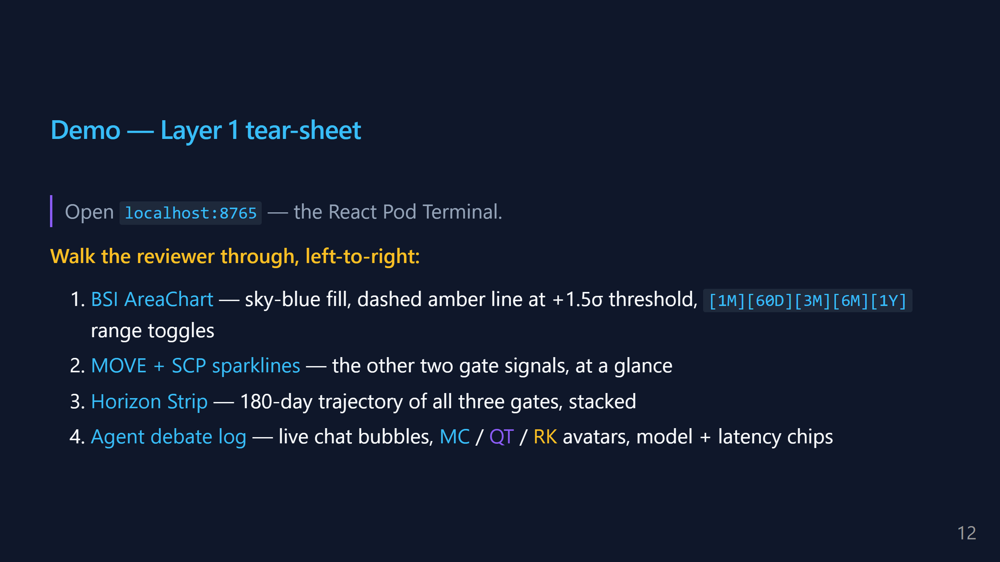 Demo — Layer 1 tear-sheet
Open localhost:8765 — the React Pod Terminal.
Walk the reviewer through, left-to-right:
1. BSI AreaChart — sky-blue fill, dashed amber line at +1.5σ threshold, [1M][60D][3M][6M][1Y]
range toggles
2. MOVE + SCP sparklines — the other two gate signals, at a glance
3. Horizon Strip — 180-day trajectory of all three gates, stacked
4. Agent debate log — live chat bubbles, MC / QT / RK avatars, model + latency chips
12